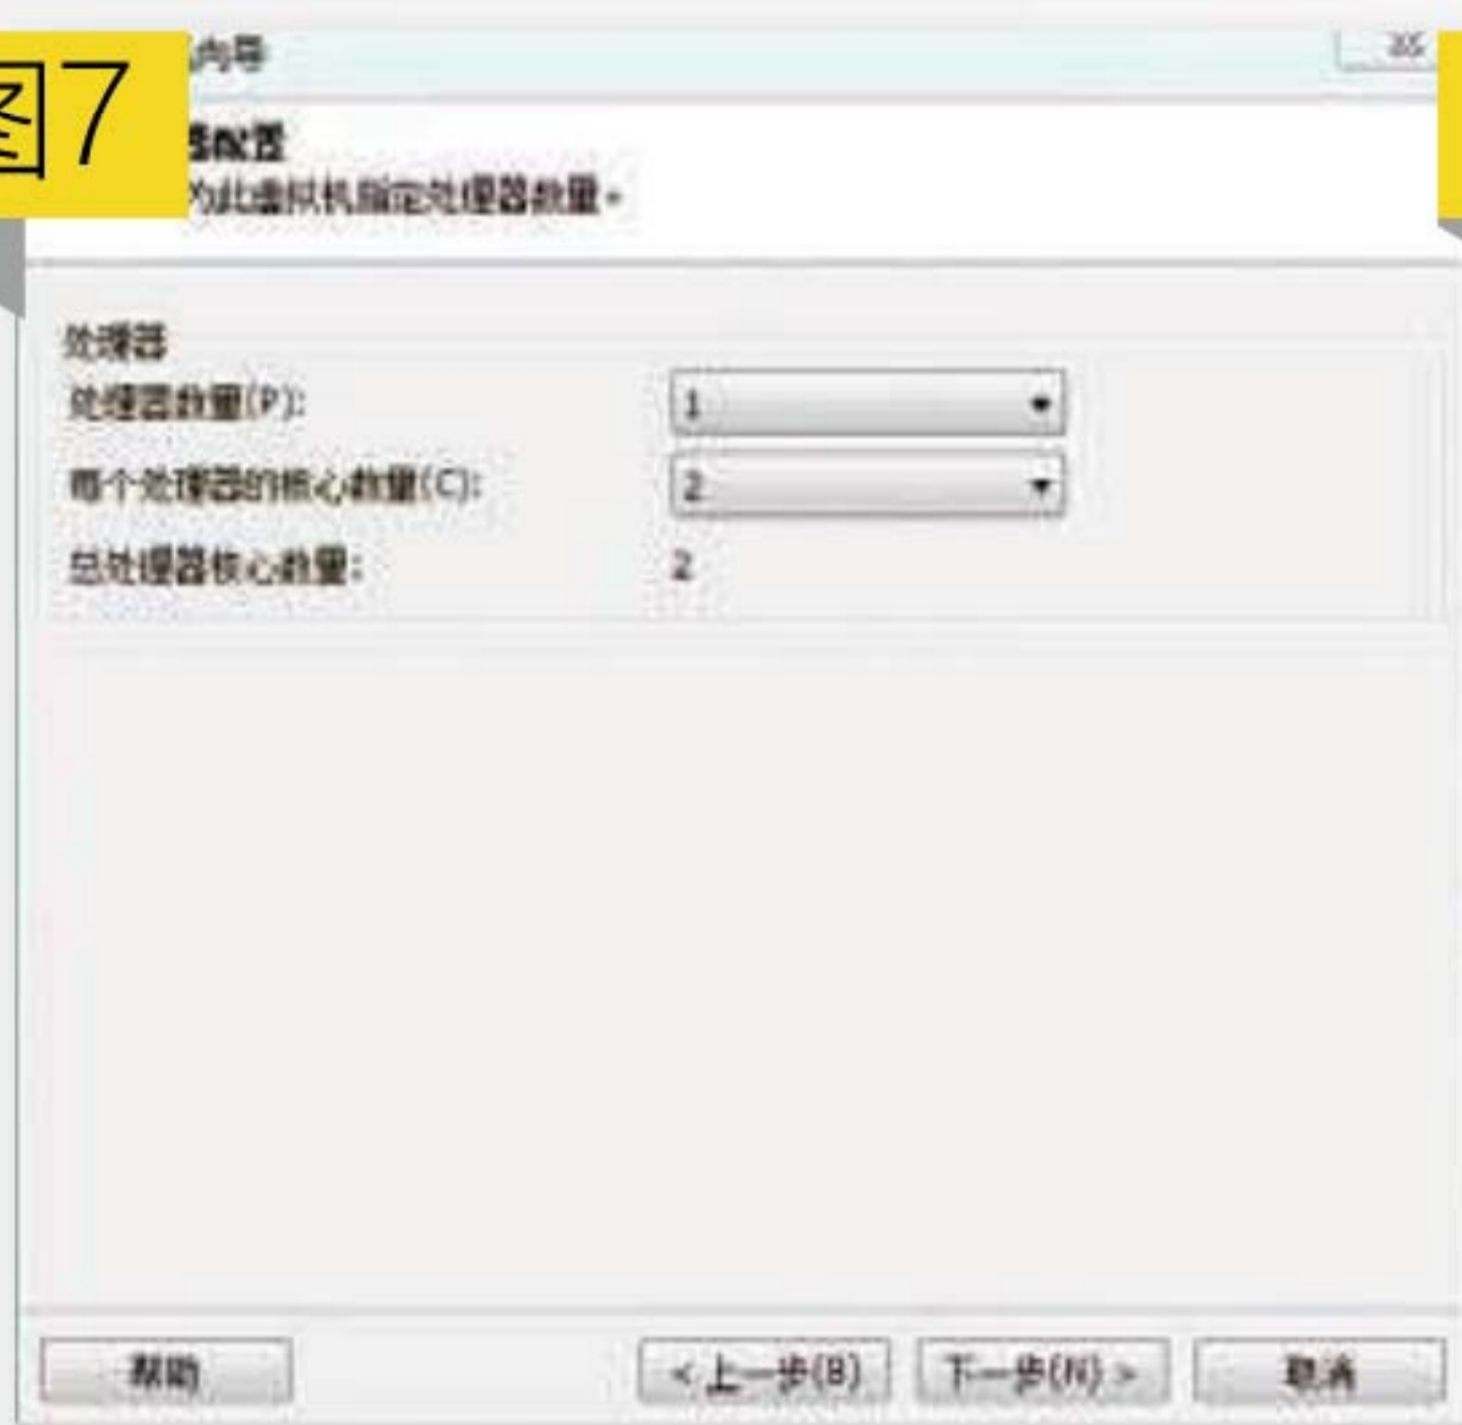 图7
向导
器配置
为此虚拟机指定处理器数量。
处理器
处理器数量(P): 1
每个处理器的核心数量(C): 2
总处理器核心数量: 2
帮助 < 上一步(B) 下一步(N) > 取消